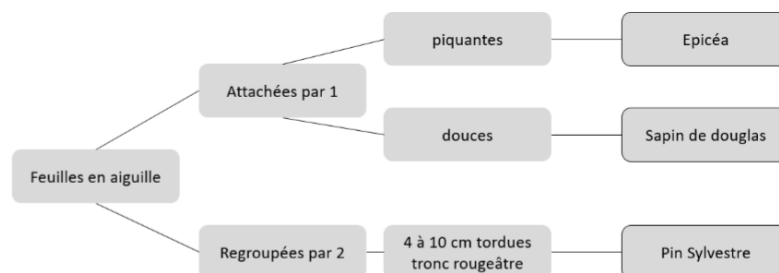 piquantes
Epicéa
Attachées par 1
douces
Sapin de douglas
Feuilles en aiguille
Regroupées par 2
4 à 10 cm tordues
tronc rougeâtre
Pin Sylvestre